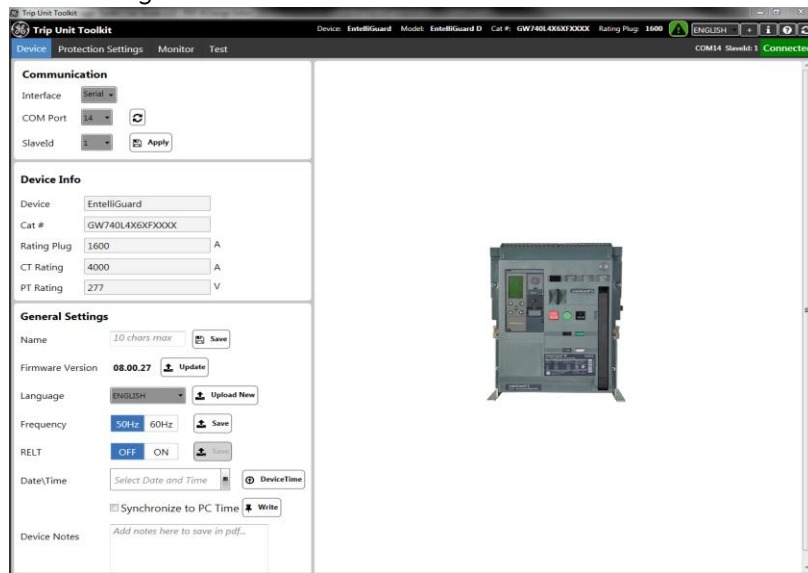 Trip Unit Toolkit
Trip Unit Toolkit
Device: EntelliGuard Model: EntelliGuard D Cat #: GW740L4X6XFXXXX Rating Plug: 1600 ENGLISH + i ?
Device Protection Settings Monitor Test COM14 SlaveId: 1 Connecte
Communication
Interface Serial
COM Port 14
SlaveId 1 Apply
Device Info
Device EntelliGuard
Cat # GW740L4X6XFXXXX
Rating Plug 1600 A
CT Rating 4000 A
PT Rating 277 V
General Settings
Name 10 chars max Save
Firmware Version 08.00.27 Update
Language ENGLISH Upload New
Frequency 50Hz 60Hz Save
RELT OFF ON Save
Date\Time Select Date and Time DeviceTime
Synchronize to PC Time Write
Device Notes Add notes here to save in pdf...